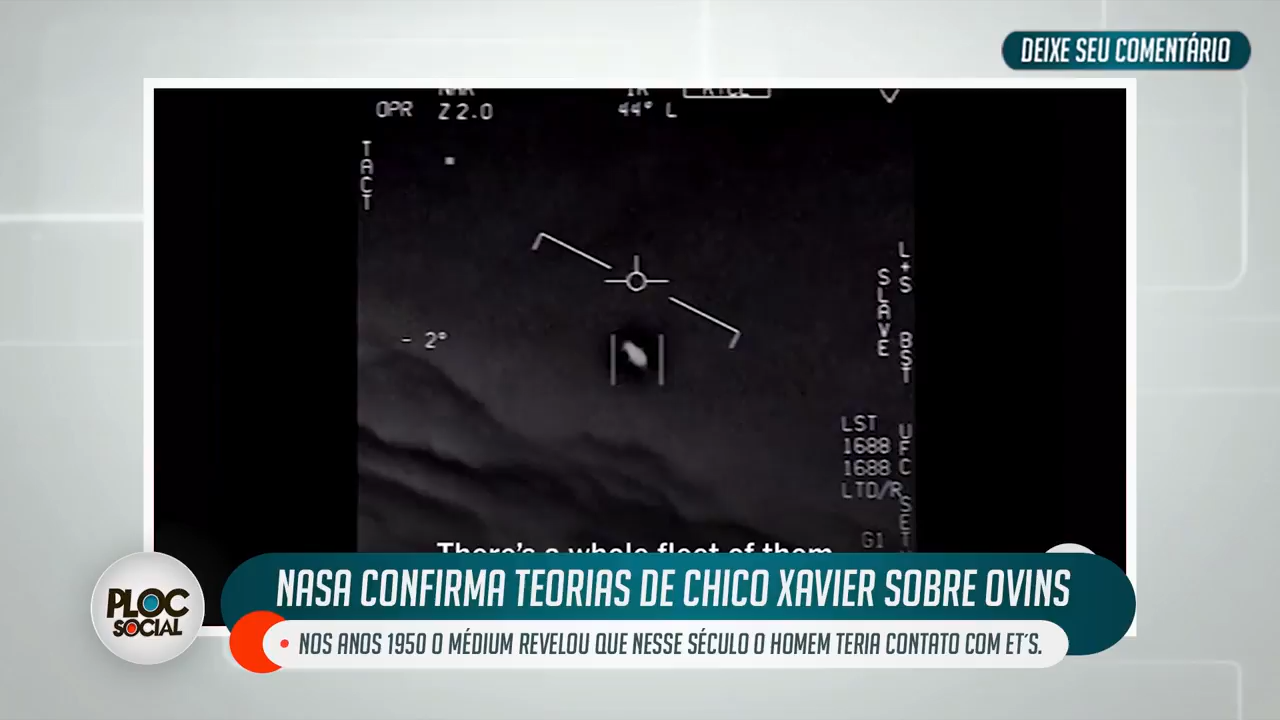 DEIXE SEU COMENTÁRIO
OPR
Z 2.0
44° L
TACT
- 2°
L+S
SLAVE
BST
LST
1688
1688
LTD/R
UFC
G1
There's a whole fleet of them
PLOC
SOCIAL
NASA CONFIRMA TEORIAS DE CHICO XAVIER SOBRE OVINS
• NOS ANOS 1950 O MÉDIUM REVELOU QUE NESSE SÉCULO O HOMEM TERIA CONTATO COM ET'S.